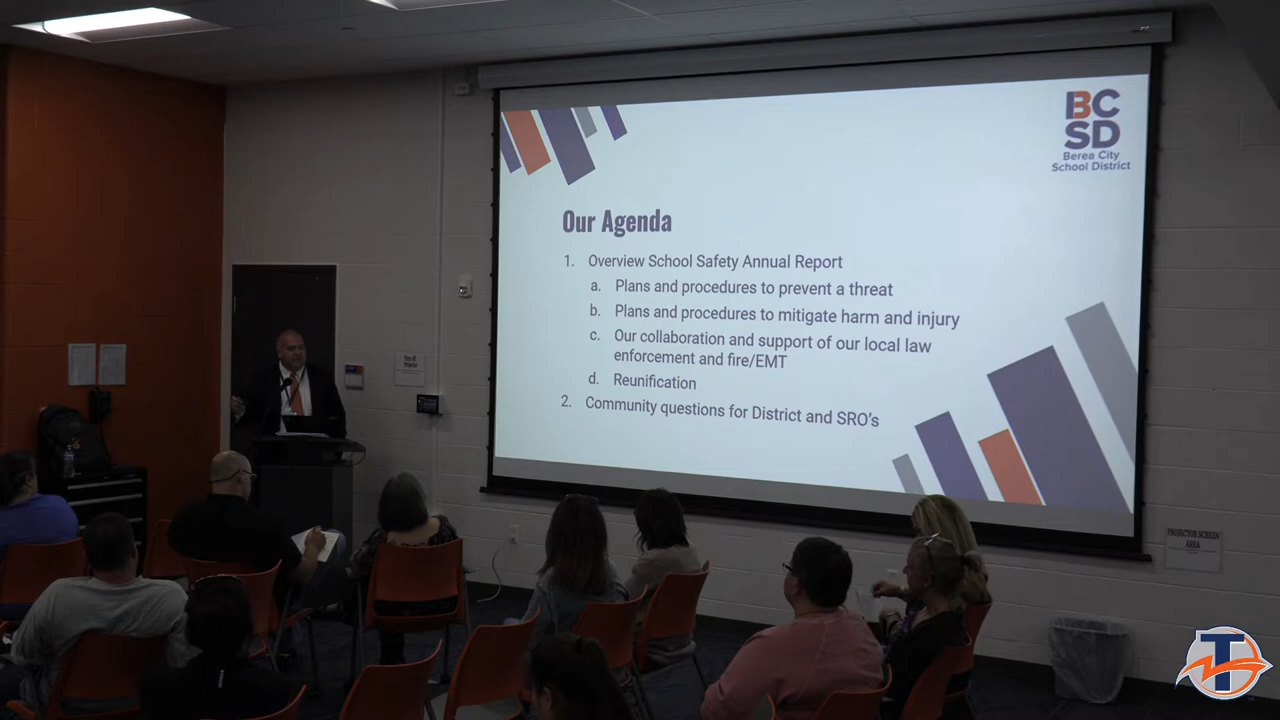 BC
SD
Berea City
School District
Our Agenda
1. Overview School Safety Annual Report
a. Plans and procedures to prevent a threat
b. Plans and procedures to mitigate harm and injury
c. Our collaboration and support of our local law
enforcement and fire/EMT
d. Reunification
2. Community questions for District and SRO's
PROJECTOR SCREEN
AREA
T